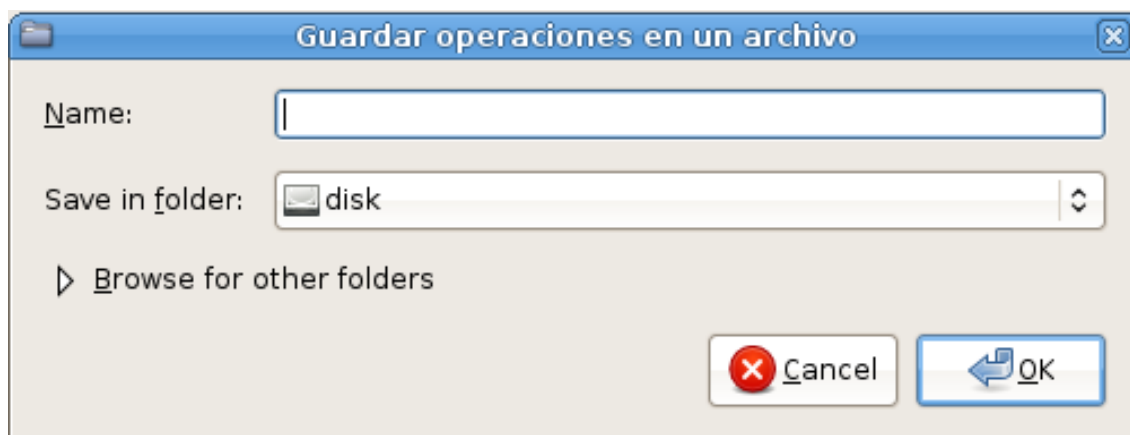 Guardar operaciones en un archivo
Name:
Save in folder: disk
Browse for other folders
Cancel OK